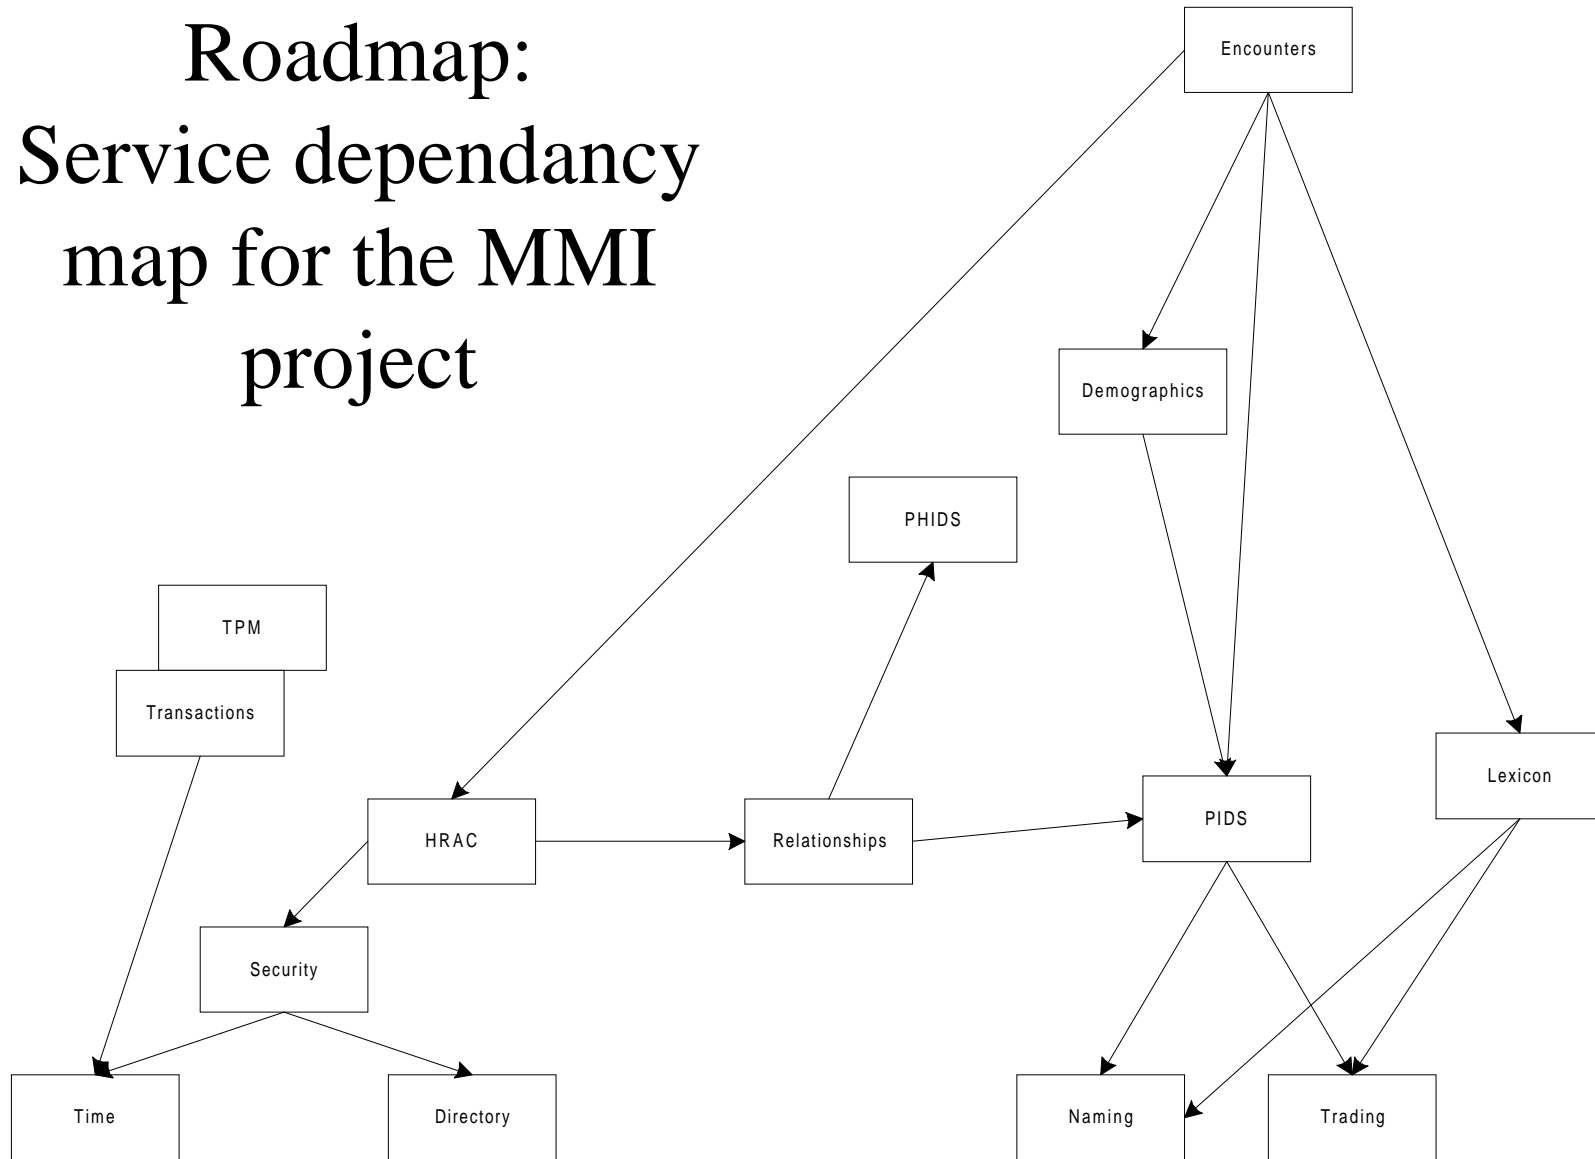 Roadmap:
Service dependancy
map for the MMI
project
Encounters
Demographics
PHIDS
TPM
Transactions
Lexicon
PIDS
HRAC
Relationships
Security
Time
Directory
Naming
Trading